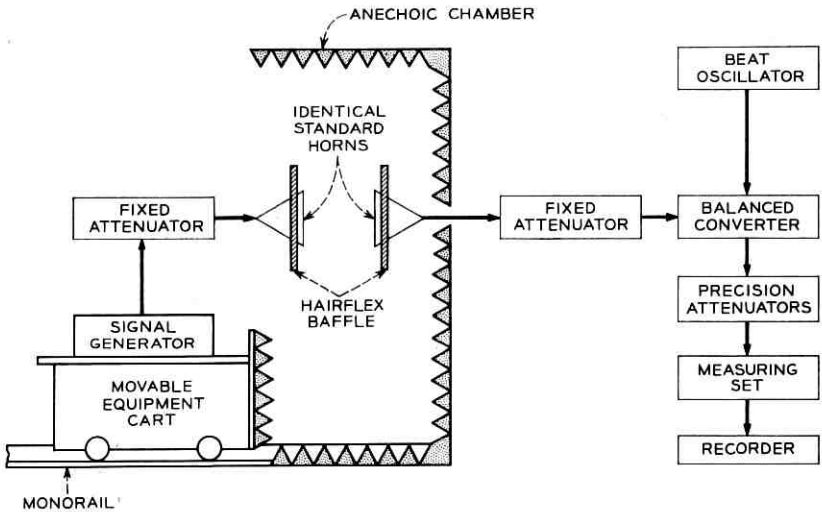 ANECHOIC CHAMBER
BEAT
OSCILLATOR
IDENTICAL
STANDARD
HORNS
FIXED
ATTENUATOR
FIXED
ATTENUATOR
BALANCED
CONVERTER
HAIRFLEX
BAFFLE
PRECISION
ATTENUATORS
SIGNAL
GENERATOR
MOVABLE
EQUIPMENT
CART
MEASURING
SET
RECORDER
MONORAIL